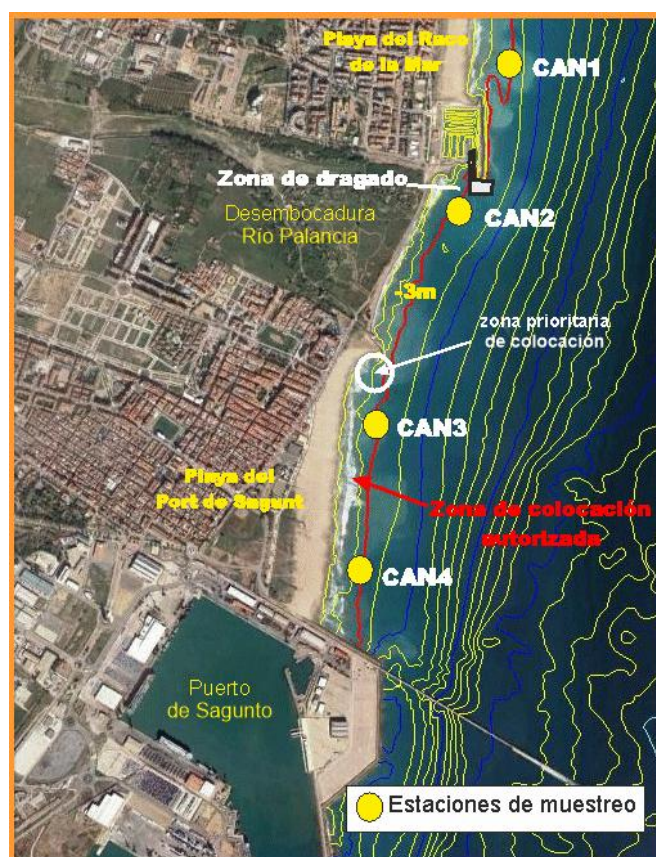 Playa del Raco
de la Mar
CAN1
Zona de dragado
Desembocadura
Río Palancia
CAN2
-3m
zona prioritaria
de colocación
CAN3
Playa del
Port de Sagunt
Zona de colocación
autorizada
CAN4
Puerto
de Sagunto
Estaciones de muestreo